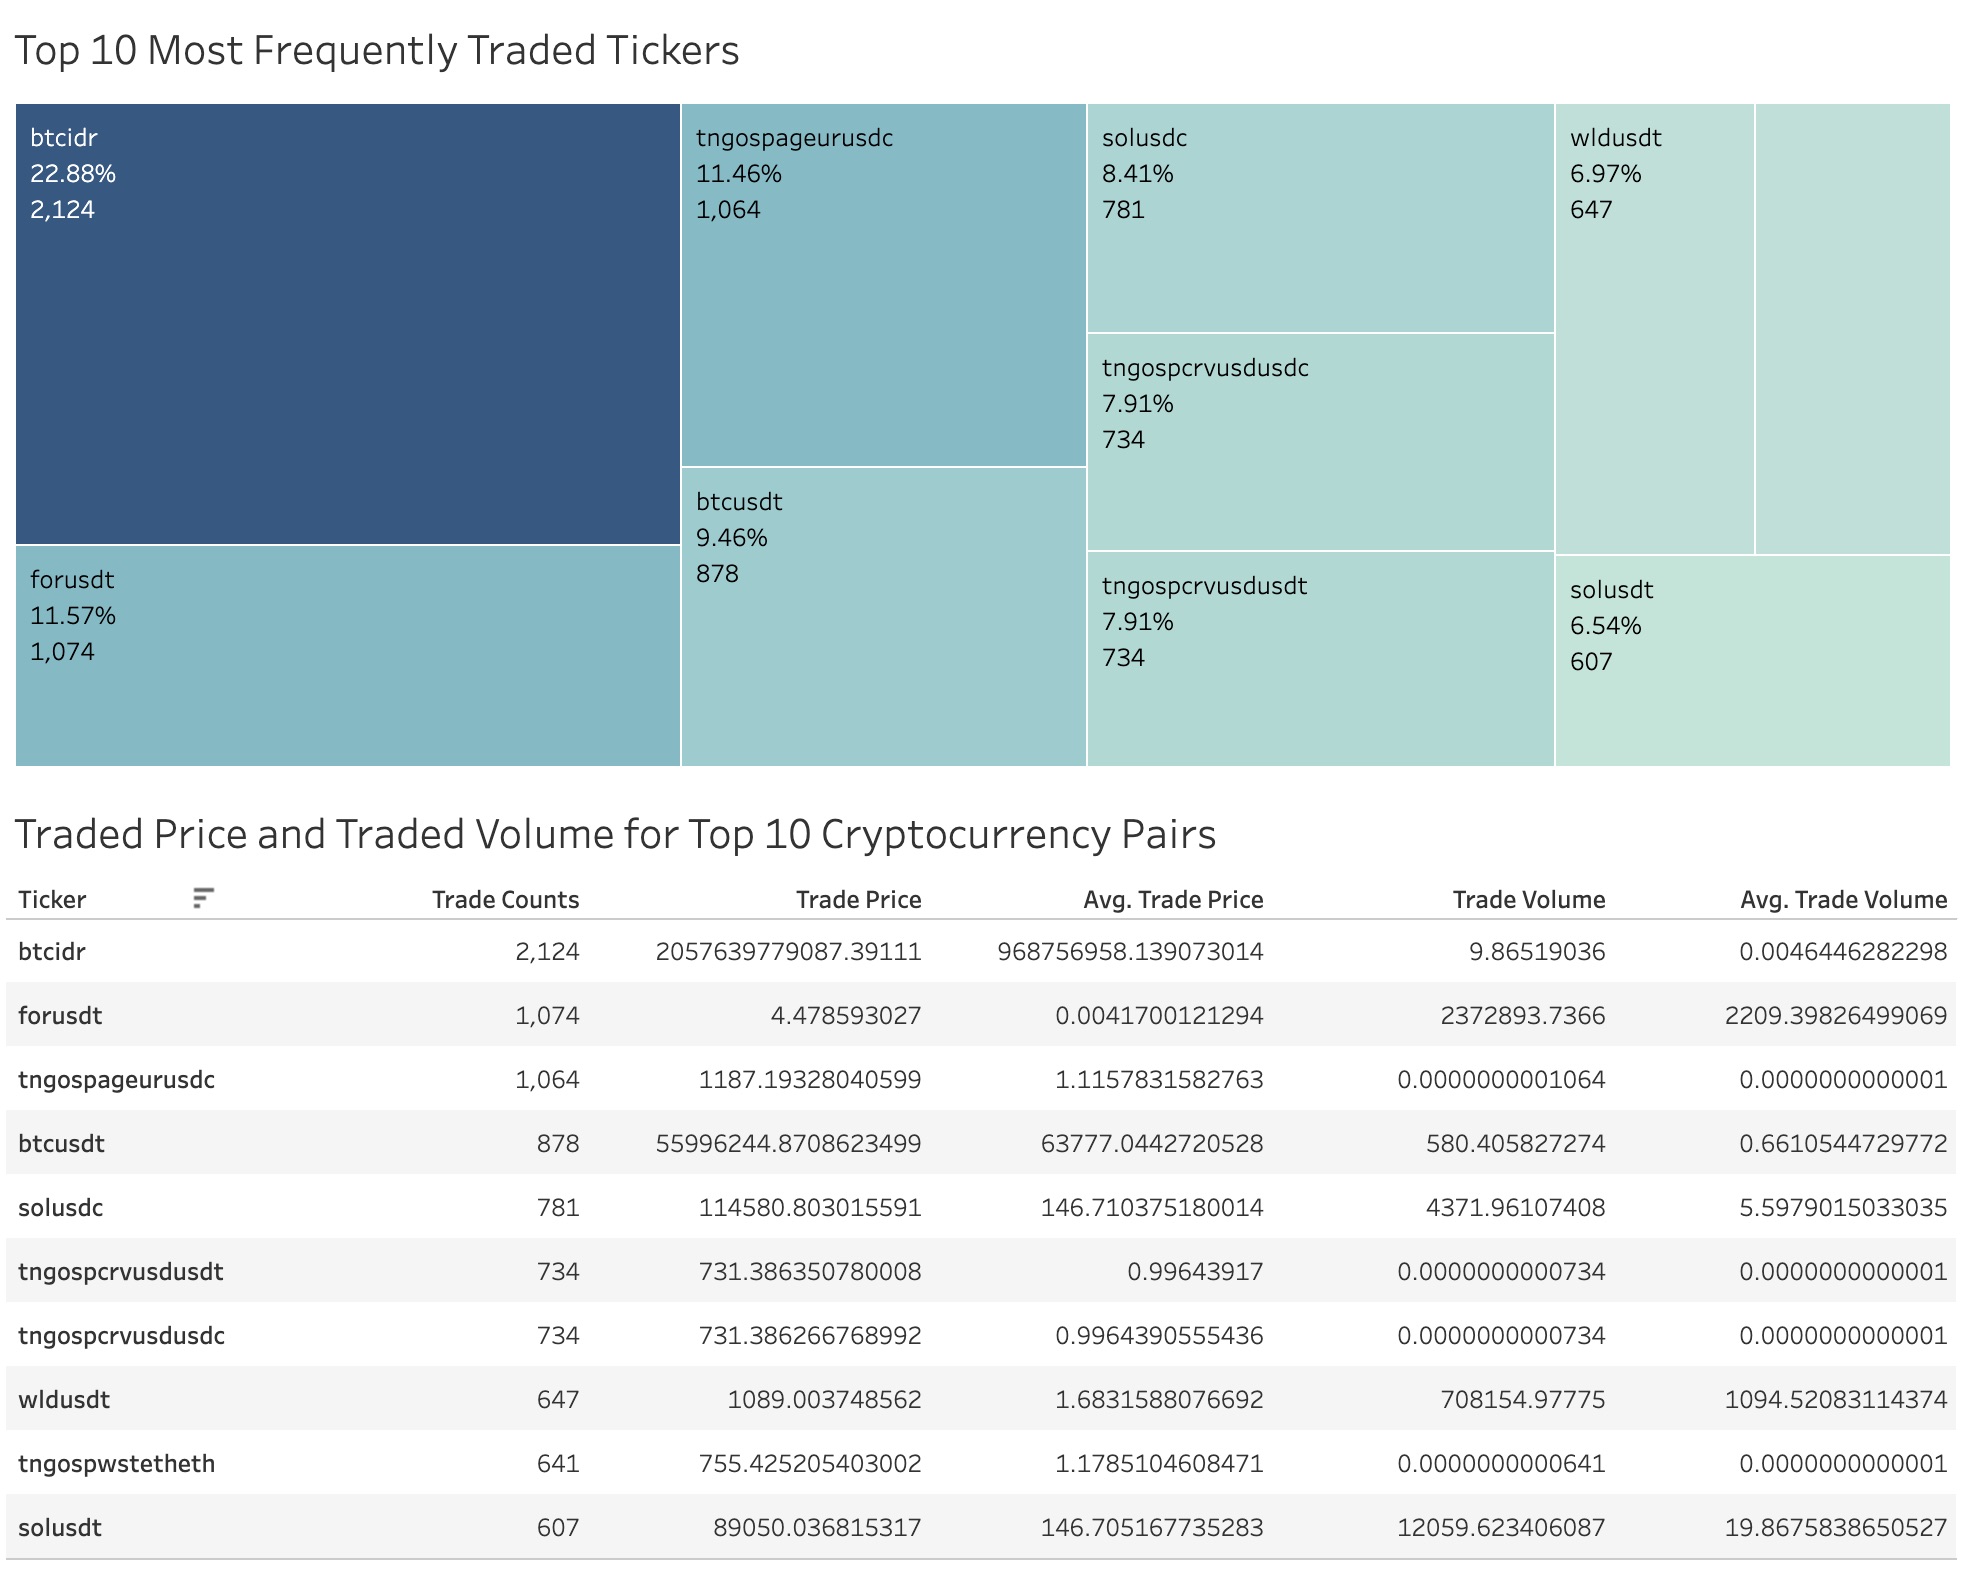 Top 10 Most Frequently Traded Tickers
btcidr
22.88%
2,124
forusdt
11.57%
1,074
tngospageurusdc
11.46%
1,064
btcusdt
9.46%
878
solusdc
8.41%
781
tngospcrvusdusdc
7.91%
734
tngospcrvusdusdt
7.91%
734
wldusdt
6.97%
647
solusdt
6.54%
607
Traded Price and Traded Volume for Top 10 Cryptocurrency Pairs
Ticker Trade Counts Trade Price Avg. Trade Price Trade Volume Avg. Trade Volume
btcidr 2,124 2057639779087.39111 968756958.139073014 9.86519036 0.0046446282298
forusdt 1,074 4.478593027 0.0041700121294 2372893.7366 2209.39826499069
tngospageurusdc 1,064 1187.19328040599 1.1157831582763 0.0000000001064 0.0000000000001
btcusdt 878 55996244.8708623499 63777.0442720528 580.405827274 0.6610544729772
solusdc 781 114580.803015591 146.710375180014 4371.96107408 5.5979015033035
tngospcrvusdusdt 734 731.386350780008 0.99643917 0.0000000000734 0.0000000000001
tngospcrvusdusdc 734 731.386266768992 0.9964390555436 0.0000000000734 0.0000000000001
wldusdt 647 1089.003748562 1.6831588076692 708154.97775 1094.52083114374
tngospwstetheth 641 755.425205403002 1.1785104608471 0.0000000000641 0.0000000000001
solusdt 607 89050.036815317 146.705167735283 12059.623406087 19.8675838650527